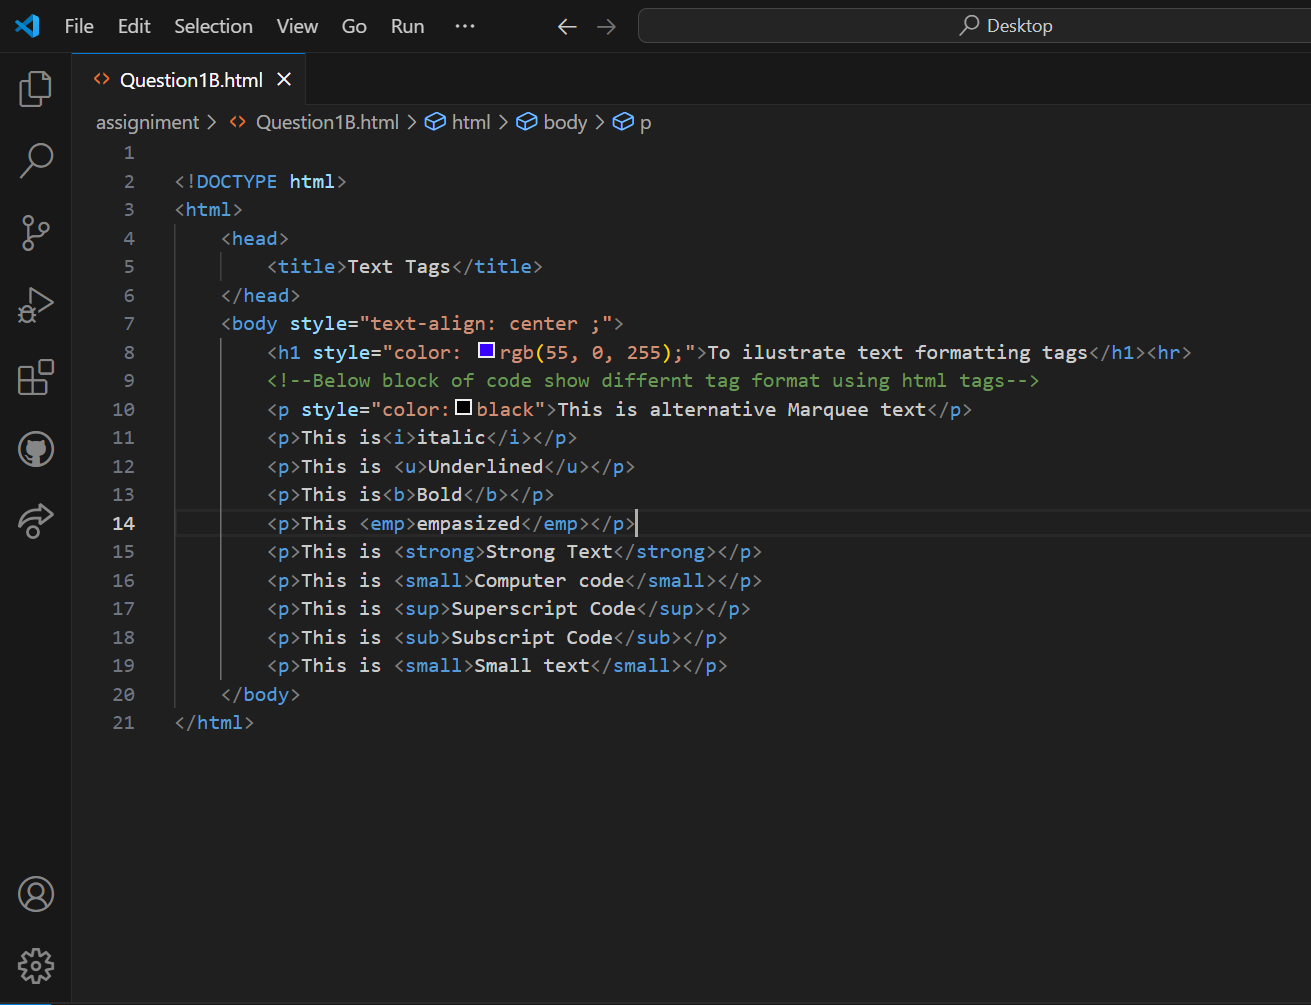 File Edit Selection View Go Run ··· Desktop
Question1B.html
assigniment > Question1B.html > html > body > p
1
2 <!DOCTYPE html>
3 <html>
4 <head>
5 <title>Text Tags</title>
6 </head>
7 <body style="text-align: center ;">
8 <h1 style="color: rgb(55, 0, 255);">To ilustrate text formatting tags</h1><hr>
9 <!--Below block of code show differnt tag format using html tags-->
10 <p style="color:black">This is alternative Marquee text</p>
11 <p>This is<i>italic</i></p>
12 <p>This is <u>Underlined</u></p>
13 <p>This is<b>Bold</b></p>
14 <p>This <emp>empasized</emp></p>
15 <p>This is <strong>Strong Text</strong></p>
16 <p>This is <small>Computer code</small></p>
17 <p>This is <sup>Superscript Code</sup></p>
18 <p>This is <sub>Subscript Code</sub></p>
19 <p>This is <small>Small text</small></p>
20 </body>
21 </html>